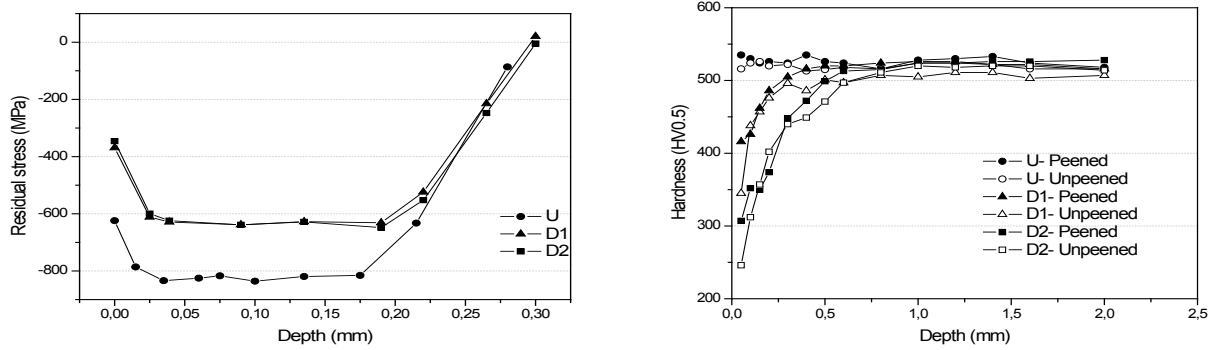 0
-200
-400
-600
-800
Residual stress (MPa)
0,00 0,05 0,10 0,15 0,20 0,25 0,30
Depth (mm)
U
D1
D2
600
500
400
300
200
Hardness (HV0.5)
0,0 0,5 1,0 1,5 2,0 2,5
Depth (mm)
U- Peened
U- Unpeened
D1- Peened
D1- Unpeened
D2- Peened
D2- Unpeened